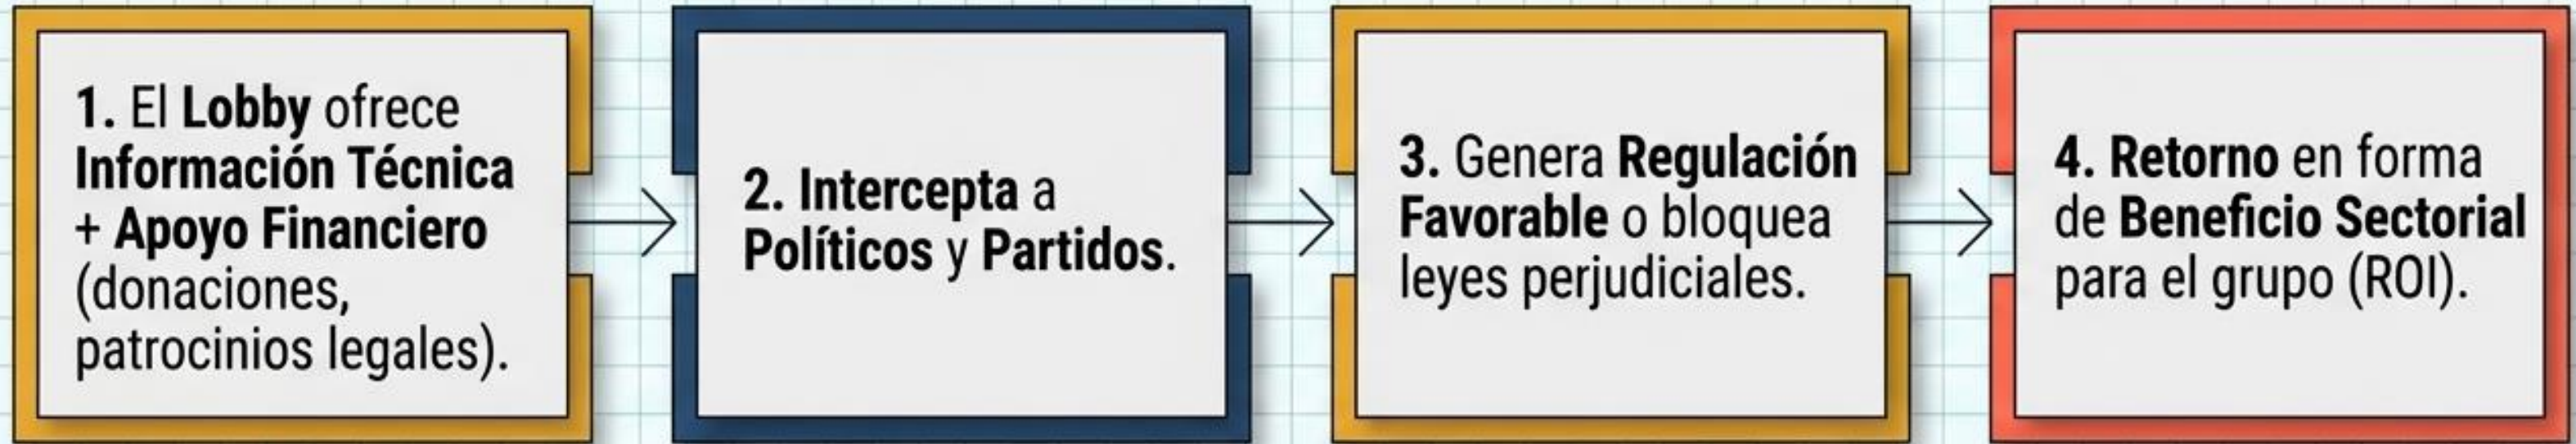 1. El Lobby ofrece
Información Técnica
+ Apoyo Financiero
(donaciones,
patrocinios legales).
2. Intercepta a
Políticos y Partidos.
3. Genera Regulación
Favorable o bloquea
leyes perjudiciales.
4. Retorno en forma
de Beneficio Sectorial
para el grupo (ROI).